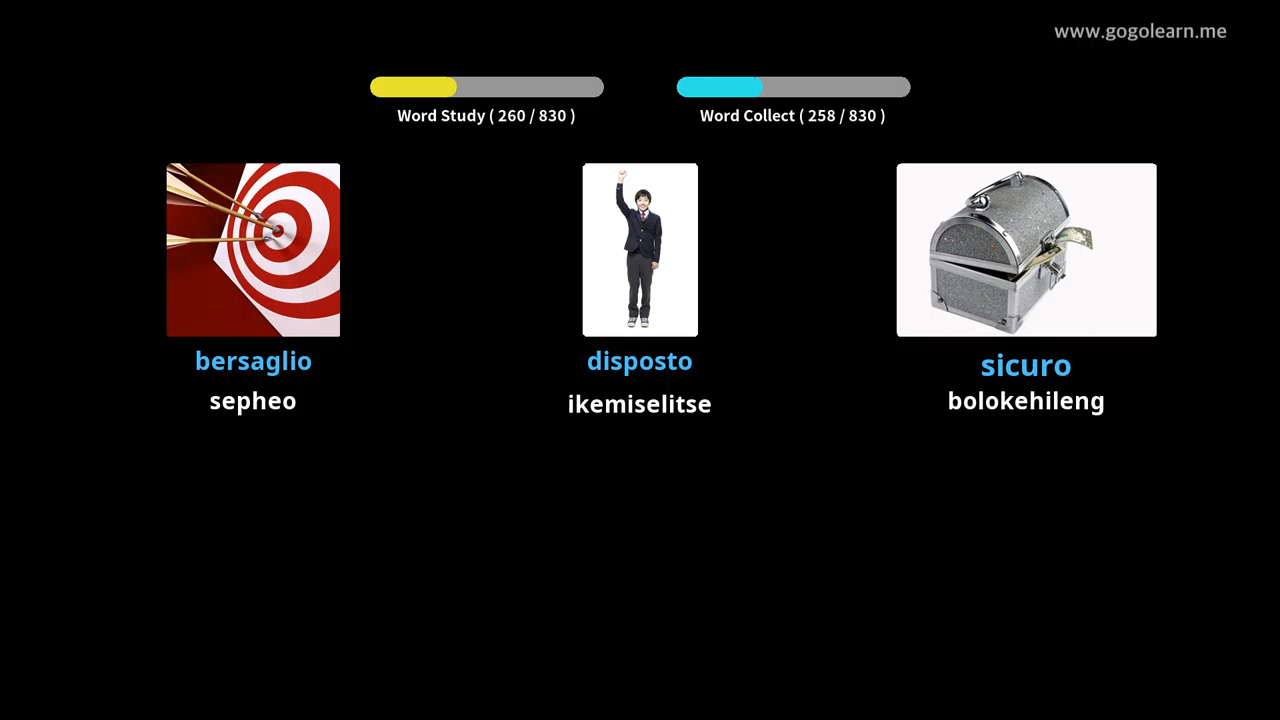 www.gogolearn.me
Word Study ( 260 / 830 )
Word Collect ( 258 / 830 )
bersaglio
sepheo
disposto
ikemiselitse
sicuro
bolokehileng